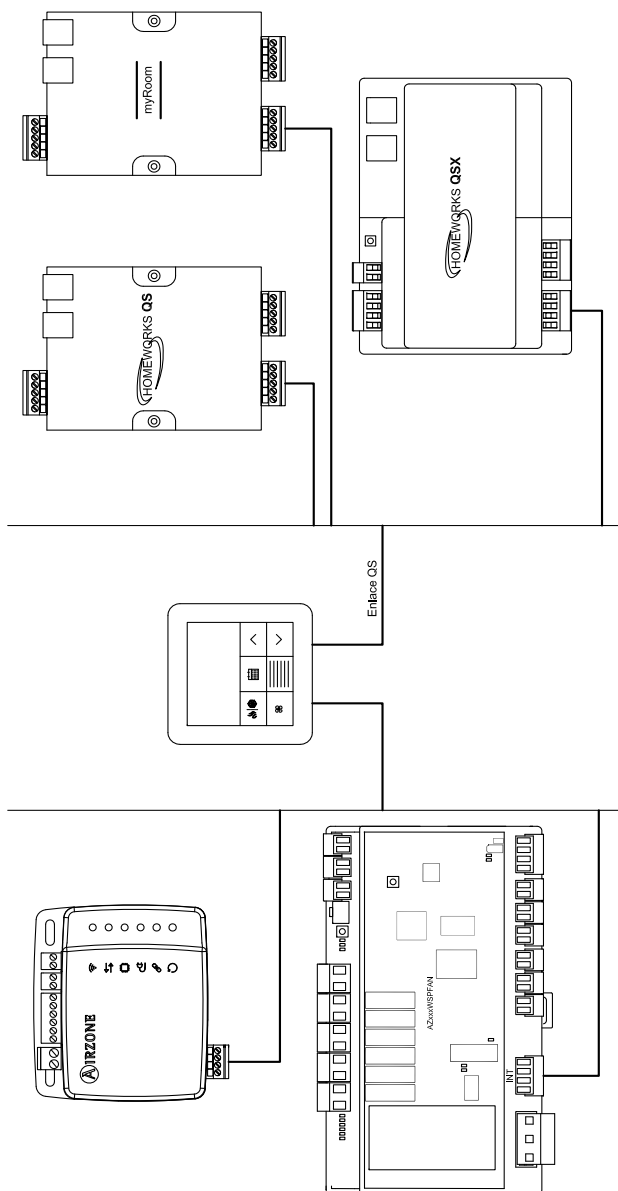 myRoom
HOMEWORKS QSX
HOMEWORKS QS
Enlace QS
AIRZONE
AZxxxWSPFAN
INT